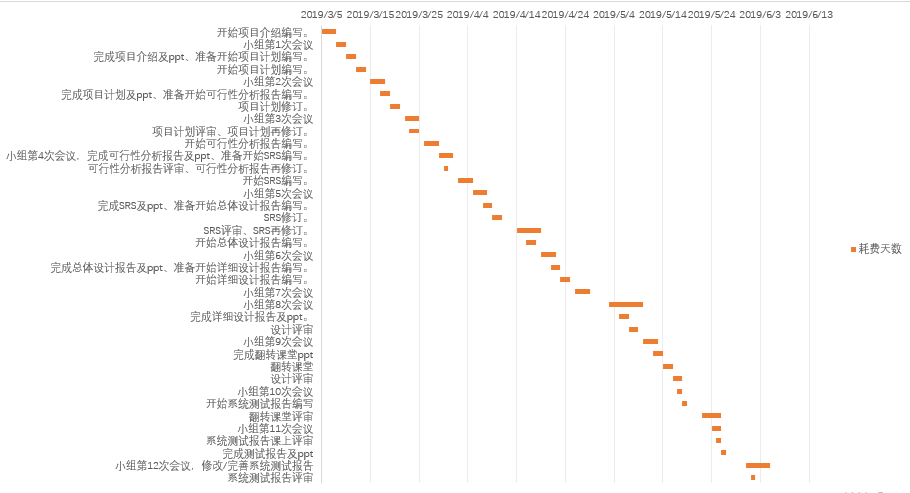 2019/3/5 2019/3/15 2019/3/25 2019/4/4 2019/4/14 2019/4/24 2019/5/4 2019/5/14 2019/5/24 2019/6/3 2019/6/13
开始项目介绍编写。
小组第1次会议
完成项目介绍及ppt、准备开始项目计划编写。
开始项目计划编写。
小组第2次会议
完成项目计划及ppt、准备开始可行性分析报告编写。
项目计划修订。
小组第3次会议
项目计划评审、项目计划再修订。
开始可行性分析报告编写。
小组第4次会议，完成可行性分析报告及ppt、准备开始SRS编写。
可行性分析报告评审、可行性分析报告再修订。
开始SRS编写。
小组第5次会议
完成SRS及ppt、准备开始总体设计报告编写。
SRS修订。
SRS评审、SRS再修订。
开始总体设计报告编写。
小组第6次会议
完成总体设计报告及ppt、准备开始详细设计报告编写。
开始详细设计报告编写。
小组第7次会议
小组第8次会议
完成详细设计报告及ppt。
设计评审
小组第9次会议
完成翻转课堂ppt
翻转课堂
设计评审
小组第10次会议
开始系统测试报告编写
翻转课堂评审
小组第11次会议
系统测试报告课上评审
完成测试报告及ppt
小组第12次会议，修改/完善系统测试报告
系统测试报告评审
耗费天数